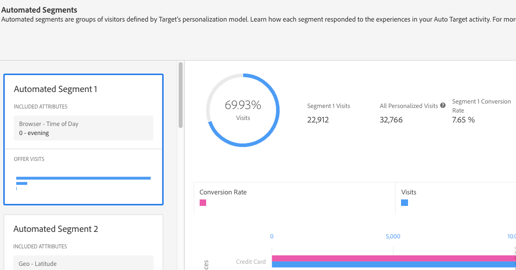 Automated Segments
Automated segments are groups of visitors defined by Target's personalization model. Learn how each segment responded to the experiences in your Auto Target activity. For mor
Automated Segment 1
INCLUDED ATTRIBUTES
Browser - Time of Day
0 - evening
OFFER VISITS
Automated Segment 2
INCLUDED ATTRIBUTES
Geo - Latitude
69.93%
Visits
Segment 1 Visits
22,912
All Personalized Visits
32,766
Segment 1 Conversion
Rate
7.65 %
Conversion Rate
Visits
0
5,000
10,0
Credit Card
ces